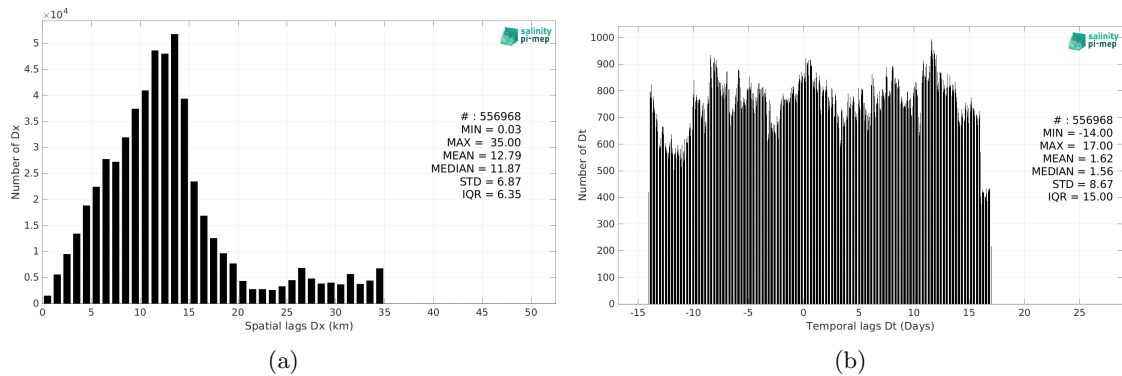 ×10⁴
salinity
pi-mep
5
4.5
4
3.5
3
2.5
2
1.5
1
0.5
0
Number of Dx
# : 556968
MIN = 0.03
MAX = 35.00
MEAN = 12.79
MEDIAN = 11.87
STD = 6.87
IQR = 6.35
0 5 10 15 20 25 30 35 40 45 50
Spatial lags Dx (km)
(a)
salinity
pi-mep
1000
900
800
700
600
500
400
300
200
100
0
Number of Dt
# : 556968
MIN = -14.00
MAX = 17.00
MEAN = 1.62
MEDIAN = 1.56
STD = 8.67
IQR = 15.00
-15 -10 -5 0 5 10 15 20 25
Temporal lags Dt (Days)
(b)